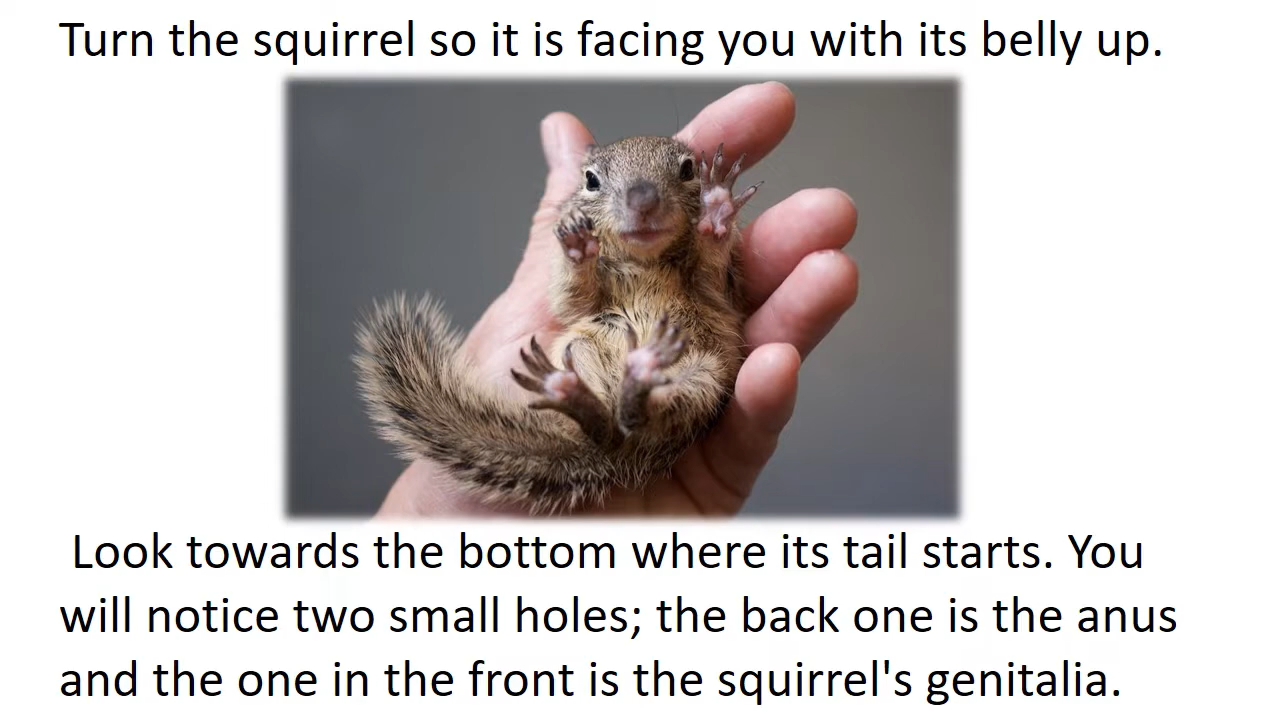 Turn the squirrel so it is facing you with its belly up.
Look towards the bottom where its tail starts. You
will notice two small holes; the back one is the anus
and the one in the front is the squirrel's genitalia.